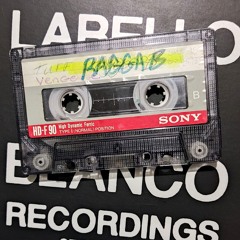 LABELLO
RAGGA B
B
HD-F 90
High Dynamic Ferric
TYPE I (NORMAL) POSITION
SONY
BLANCO
RECORDINGS